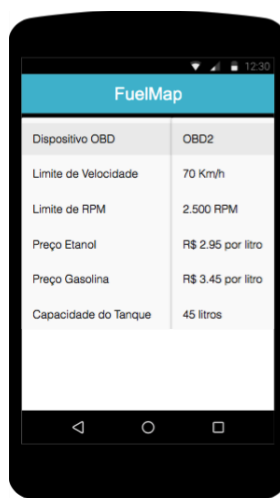 12:30
FuelMap
Dispositivo OBD OBD2
Limite de Velocidade 70 Km/h
Limite de RPM 2.500 RPM
Preço Etanol R$ 2.95 por litro
Preço Gasolina R$ 3.45 por litro
Capacidade do Tanque 45 litros